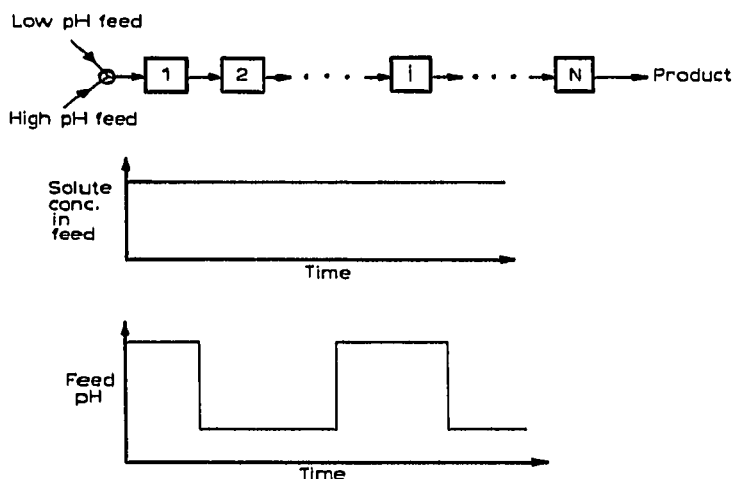 Low pH feed
High pH feed
1 2 i N Product
Solute
conc.
in
feed
Time
Feed
pH
Time